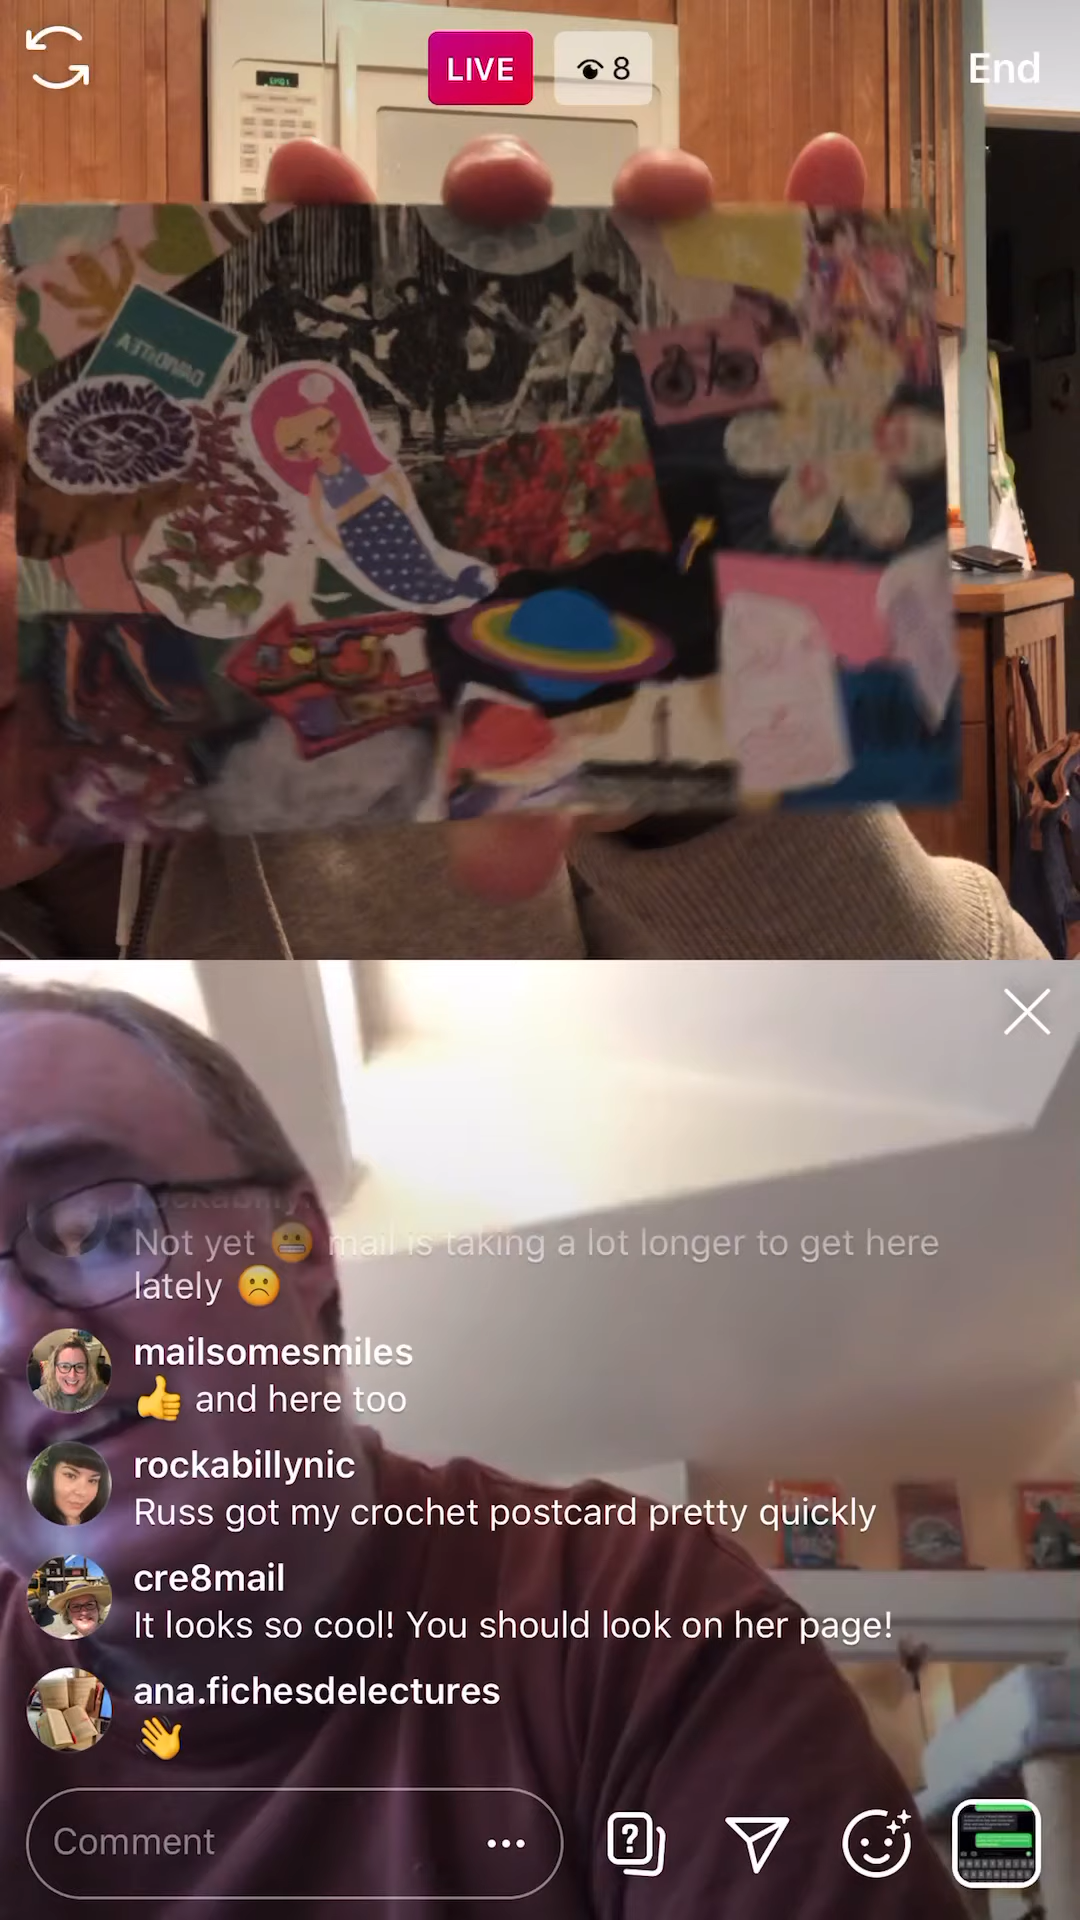 LIVE
8
End
Not yet 😬 mail is taking a lot longer to get here
lately ☹️
mailsomesmiles
👍 and here too
rockabillynic
Russ got my crochet postcard pretty quickly
cre8mail
It looks so cool! You should look on her page!
ana.fichesdelectures
👋
Comment